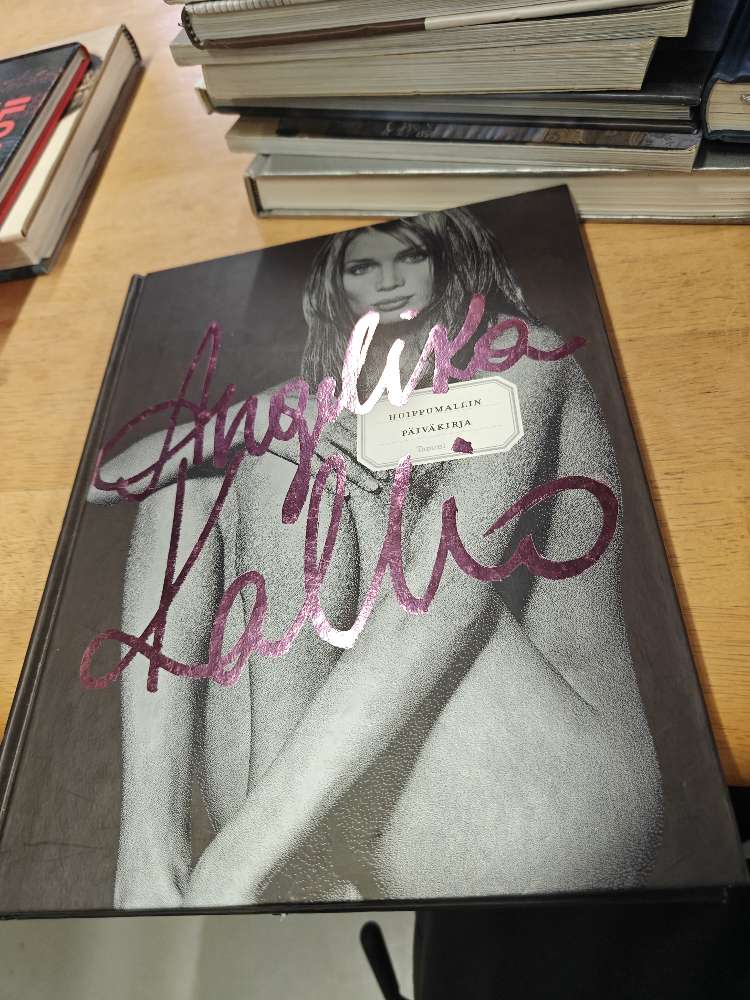 Angelika
HUIPPUMALLIN
PÄIVÄKIRJA
Tammi
Kallio